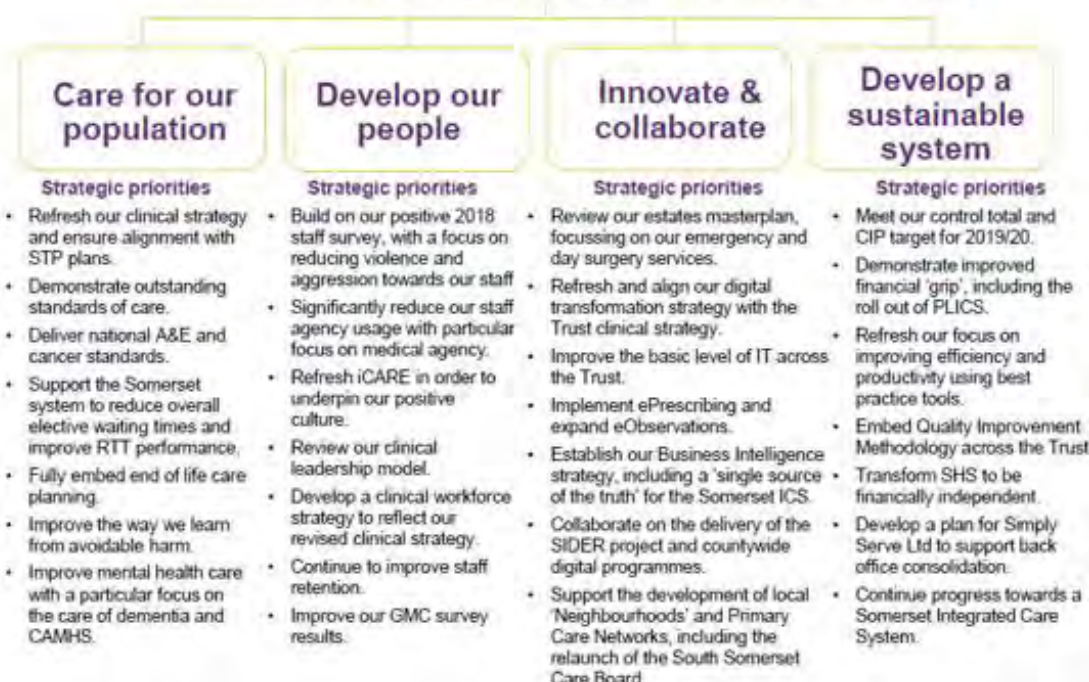 Care for our
population
Strategic priorities
• Refresh our clinical strategy
and ensure alignment with
STP plans.
• Demonstrate outstanding
standards of care.
• Deliver national A&E and
cancer standards.
• Support the Somerset
system to reduce overall
elective waiting times and
improve RTT performance.
• Fully embed end of life care
planning.
• Improve the way we learn
from avoidable harm.
• Improve mental health care
with a particular focus on
the care of dementia and
CAMHS.
Develop our
people
Strategic priorities
• Build on our positive 2018
staff survey, with a focus on
reducing violence and
aggression towards our staff
• Significantly reduce our staff
agency usage with particular
focus on medical agency.
• Refresh iCARE in order to
underpin our positive
culture.
• Review our clinical
leadership model.
• Develop a clinical workforce
strategy to reflect our
revised clinical strategy.
• Continue to improve staff
retention.
• Improve our GMC survey
results.
Innovate &
collaborate
Strategic priorities
• Review our estates masterplan,
focussing on our emergency and
day surgery services.
• Refresh and align our digital
transformation strategy with the
Trust clinical strategy.
• Improve the basic level of IT across
the Trust.
• Implement ePrescribing and
expand eObservations.
• Establish our Business Intelligence
strategy, including a 'single source
of the truth' for the Somerset ICS.
• Collaborate on the delivery of the
SIDER project and countywide
digital programmes.
• Support the development of local
'Neighbourhoods' and Primary
Care Networks, including the
relaunch of the South Somerset
Care Board
Develop a
sustainable
system
Strategic priorities
• Meet our control total and
CIP target for 2019/20.
• Demonstrate improved
financial 'grip', including the
roll out of PLICS.
• Refresh our focus on
improving efficiency and
productivity using best
practice tools.
• Embed Quality Improvement
Methodology across the Trust
• Transform SHS to be
financially independent.
• Develop a plan for Simply
Serve Ltd to support back
office consolidation.
• Continue progress towards a
Somerset Integrated Care
System.